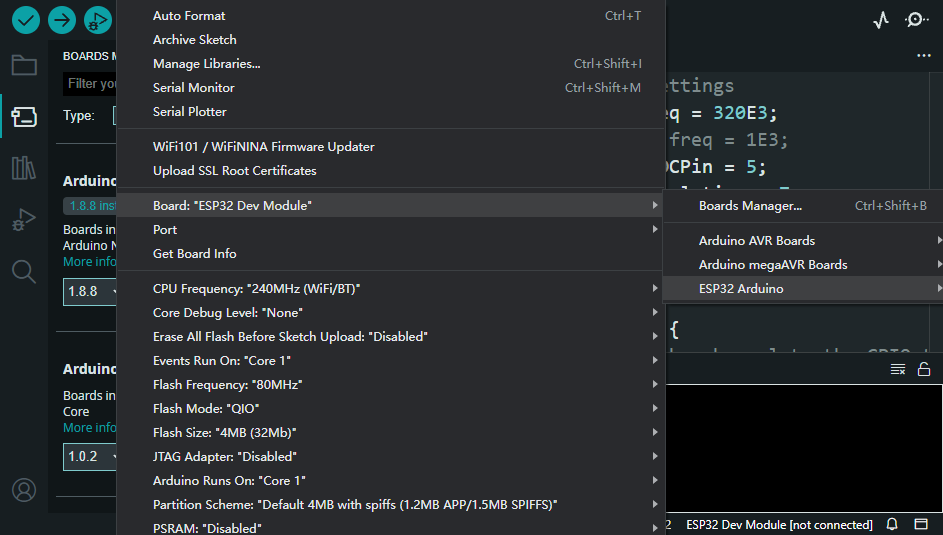 Auto Format Ctrl+T
Archive Sketch
Manage Libraries... Ctrl+Shift+I
Serial Monitor Ctrl+Shift+M
Serial Plotter
WiFi101 / WiFiNINA Firmware Updater
Upload SSL Root Certificates
Board: "ESP32 Dev Module"
Port
Get Board Info
CPU Frequency: "240MHz (WiFi/BT)"
Core Debug Level: "None"
Erase All Flash Before Sketch Upload: "Disabled"
Events Run On: "Core 1"
Flash Frequency: "80MHz"
Flash Mode: "QIO"
Flash Size: "4MB (32Mb)"
JTAG Adapter: "Disabled"
Arduino Runs On: "Core 1"
Partition Scheme: "Default 4MB with spiffs (1.2MB APP/1.5MB SPIFFS)"
PSRAM: "Disabled"
Boards Manager... Ctrl+Shift+B
Arduino AVR Boards
Arduino megaAVR Boards
ESP32 Arduino
BOARDS M
Filter you
Type:
Arduino
1.8.8 inst
Boards in
Arduino N
More info
1.8.8
Arduino
Boards in
Core
More info
1.0.2
ettings
eq = 320E3;
freq = 1E3;
CPin = 5;
{
2 ESP32 Dev Module [not connected]